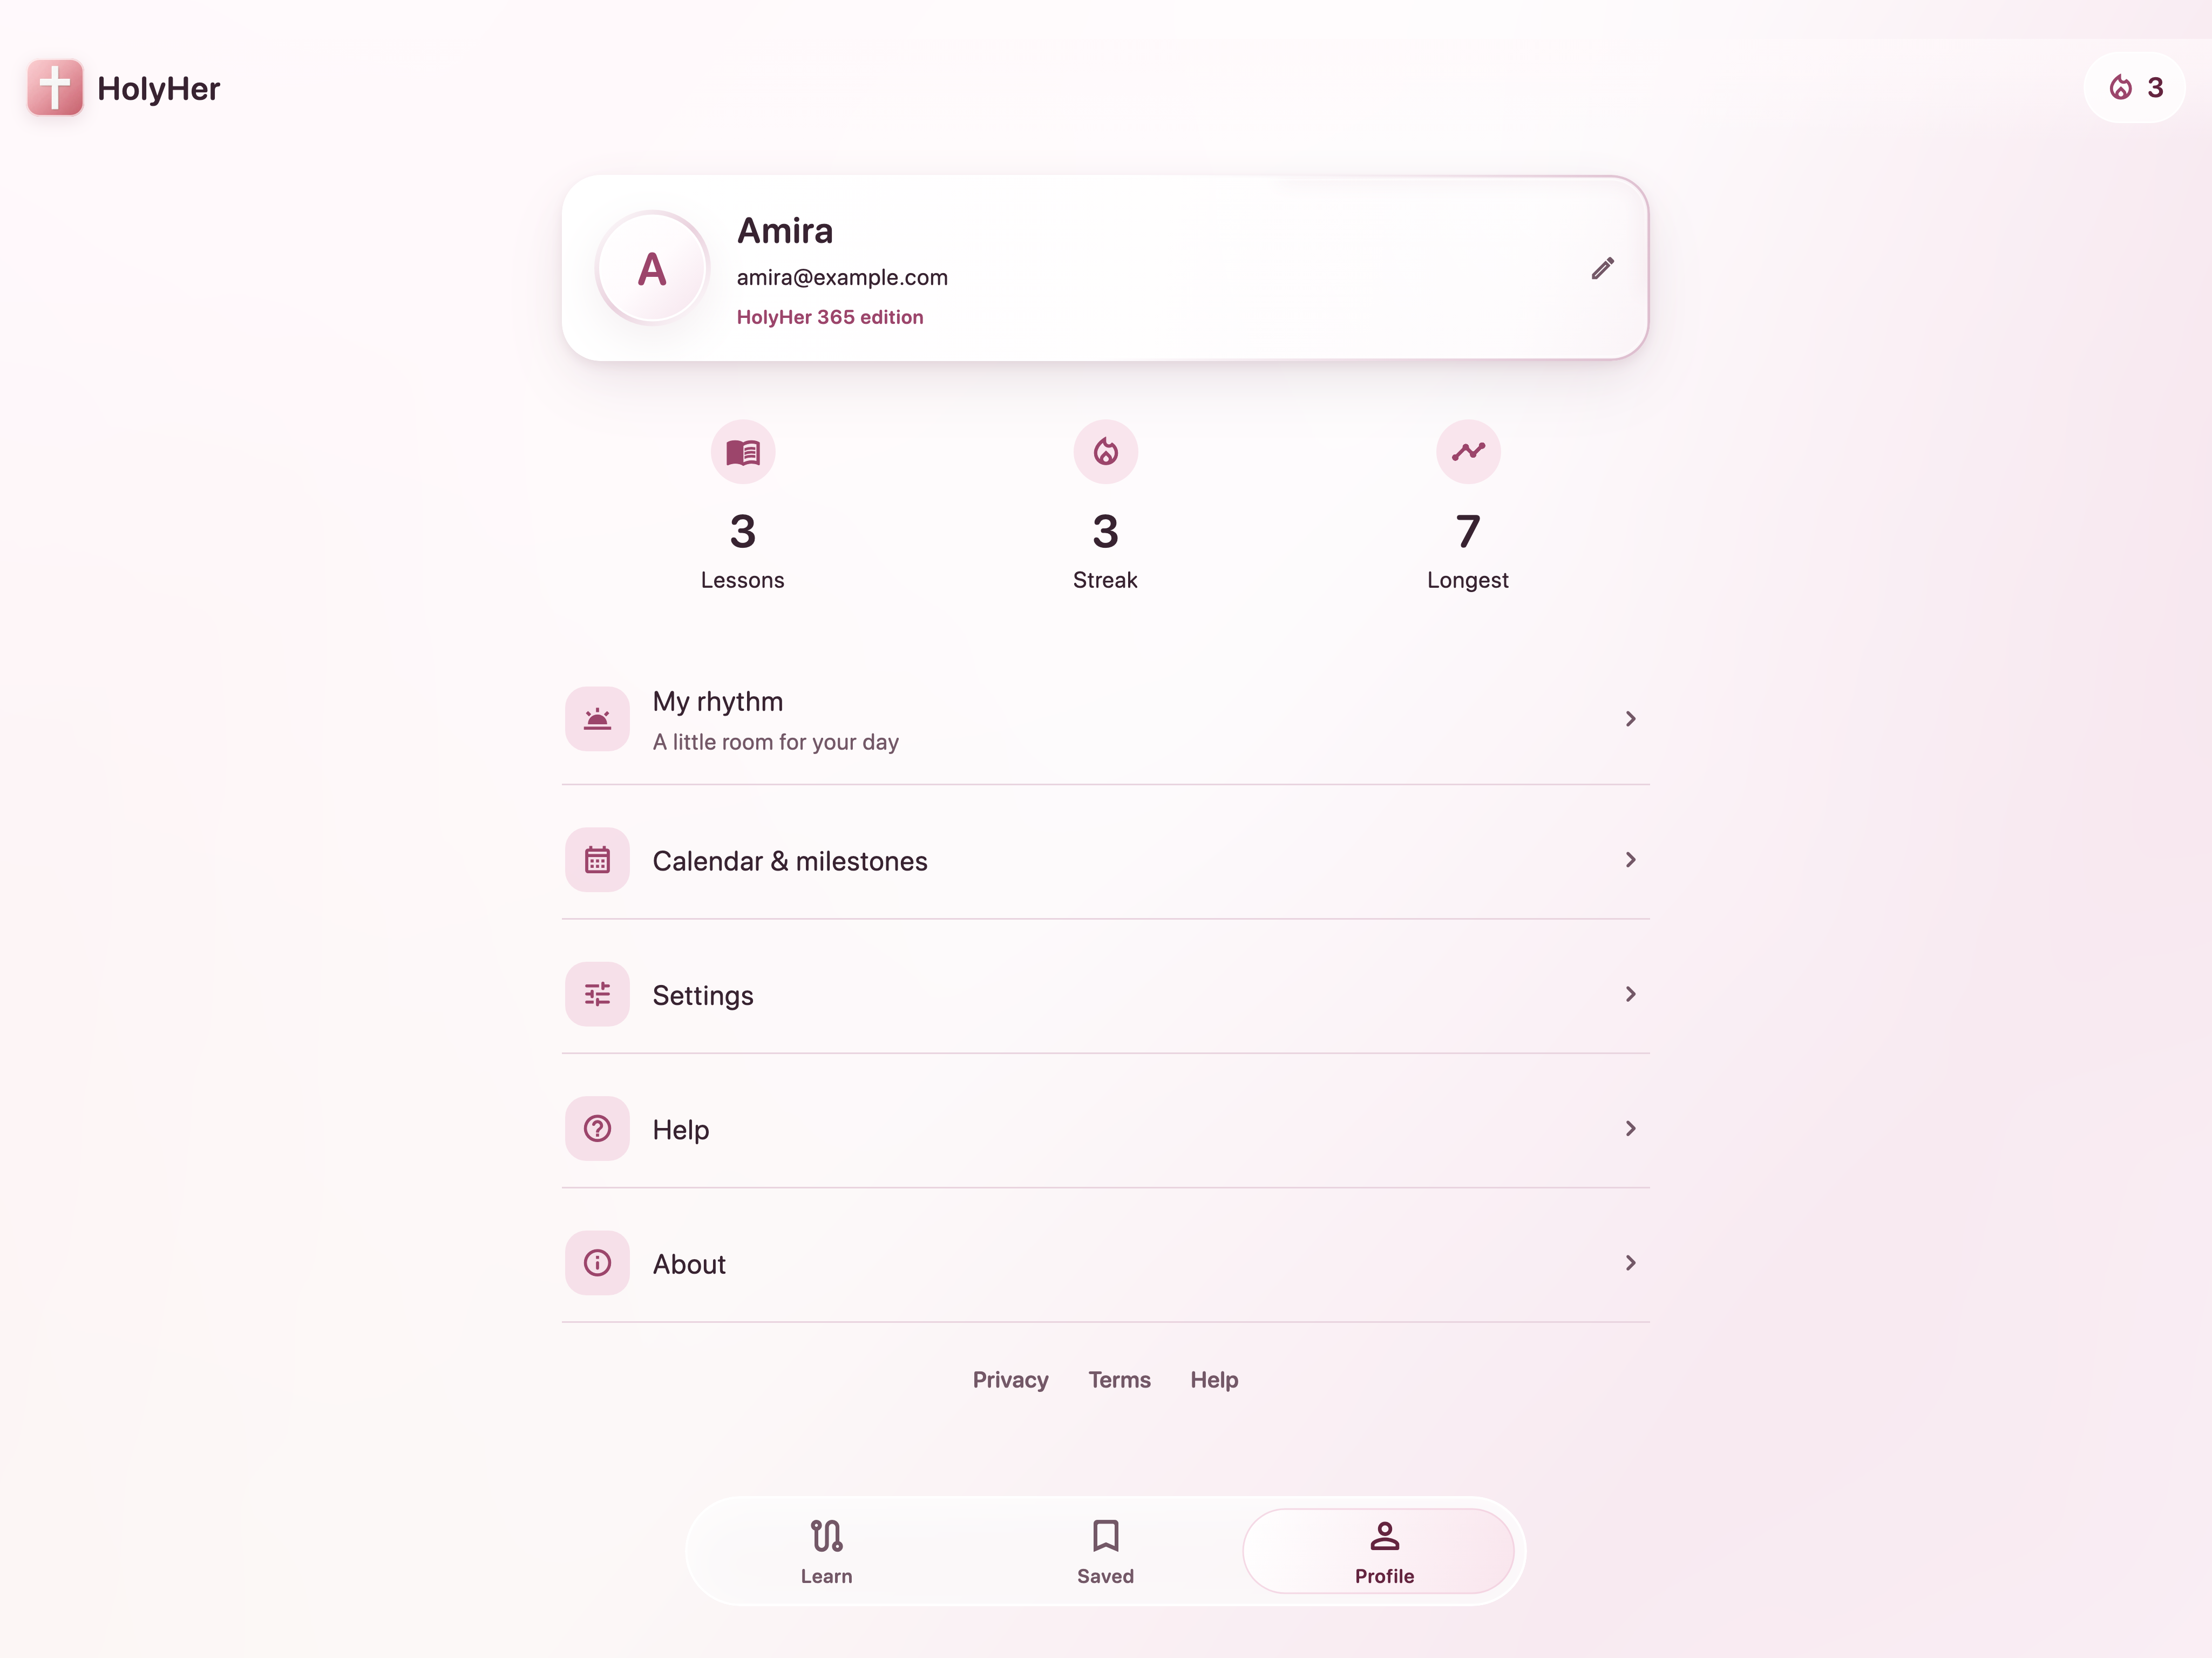 HolyHer
3
A
Amira
amira@example.com
HolyHer 365 edition
3
Lessons
3
Streak
7
Longest
My rhythm
A little room for your day
Calendar & milestones
Settings
Help
About
Privacy Terms Help
Learn
Saved
Profile